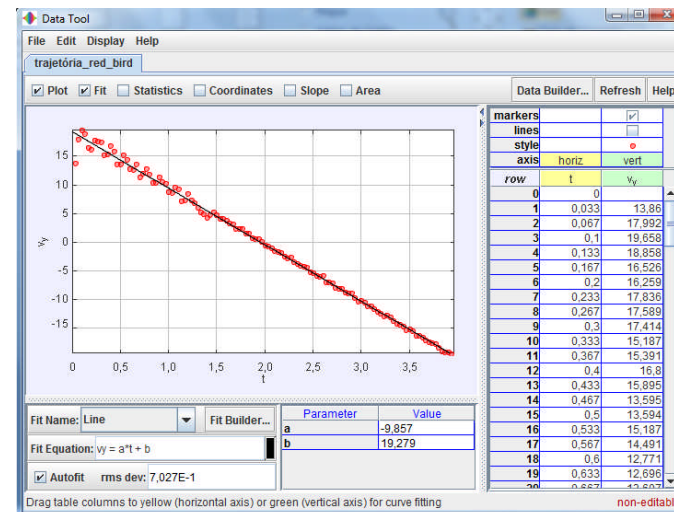 Data Tool
File Edit Display Help
trajetória_red_bird
Plot Fit Statistics Coordinates Slope Area Data Builder... Refresh Help
15
10
5
0
-5
-10
-15
vy
0 0,5 1,0 1,5 2,0 2,5 3,0 3,5
t
markers
lines
style
axis horiz vert
row t vy
0 0
1 0,033 13,86
2 0,067 17,992
3 0,1 19,658
4 0,133 18,858
5 0,167 16,526
6 0,2 16,259
7 0,233 17,836
8 0,267 17,589
9 0,3 17,414
10 0,333 15,187
11 0,367 15,391
12 0,4 16,8
13 0,433 15,895
14 0,467 13,595
15 0,5 13,594
16 0,533 15,187
17 0,567 14,491
18 0,6 12,771
19 0,633 12,696
Fit Name: Line Fit Builder...
Fit Equation: vy = a*t + b
Autofit rms dev: 7,027E-1
Parameter Value
a -9,857
b 19,279
Drag table columns to yellow (horizontal axis) or green (vertical axis) for curve fitting non-editabl